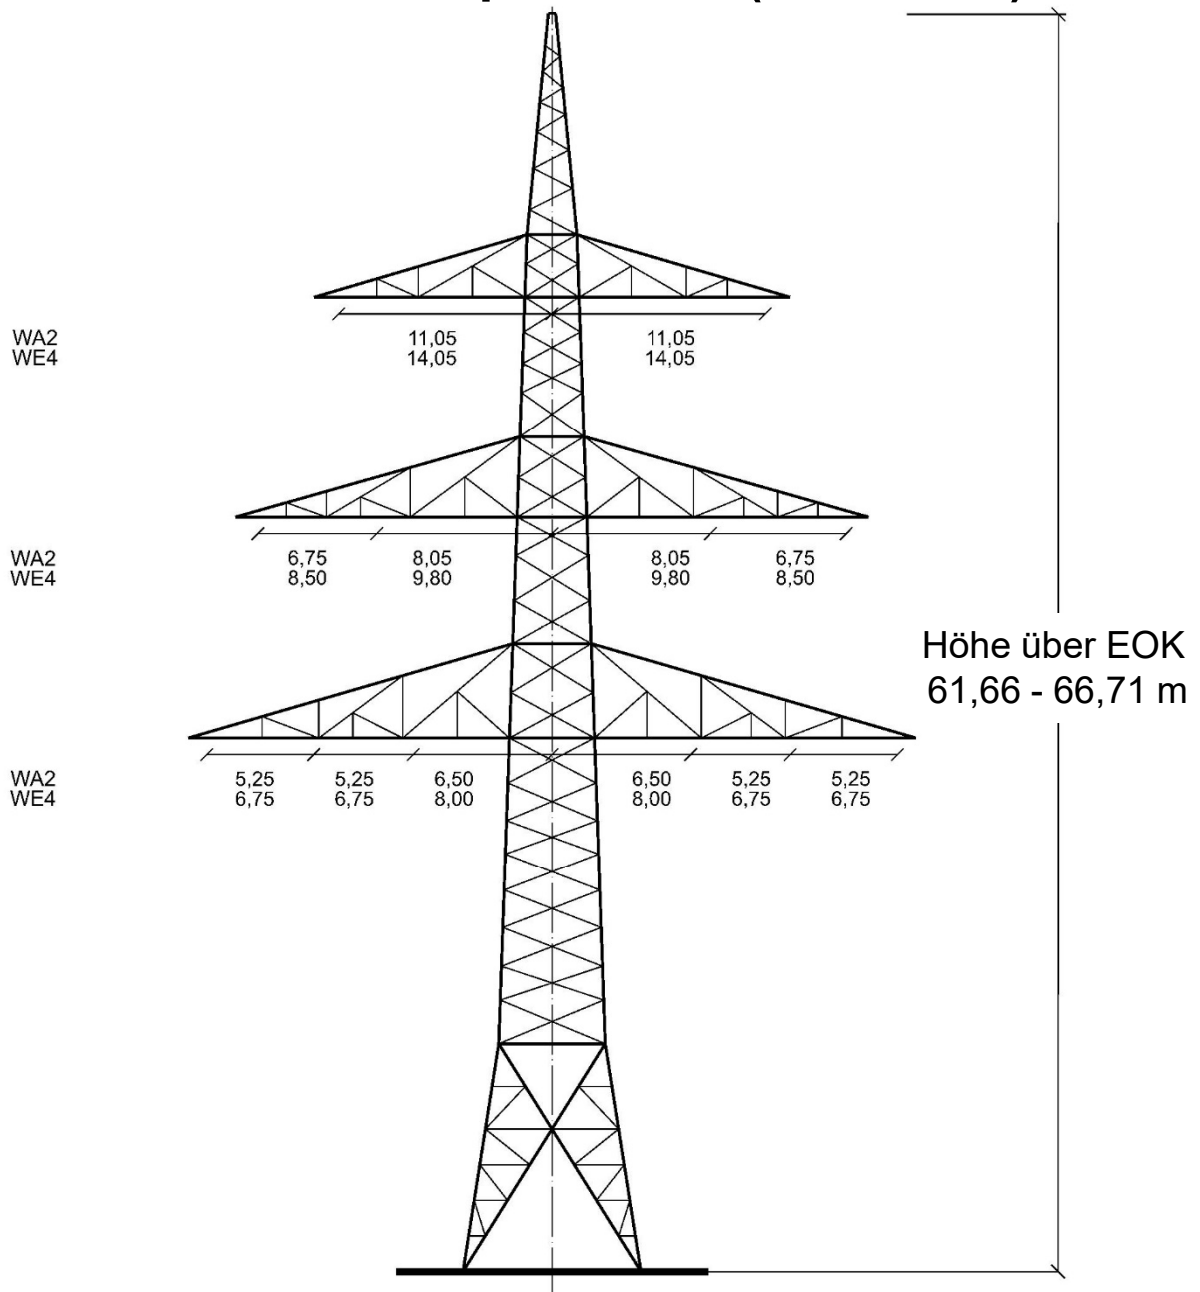 11,05 11,05
WA2
WE4
14,05 14,05
6,75 8,05 8,05 6,75
WA2
WE4
8,50 9,80 9,80 8,50
Höhe über EOK
61,66 - 66,71 m
5,25 5,25 6,50 6,50 5,25 5,25
WA2
WE4
6,75 6,75 8,00 8,00 6,75 6,75